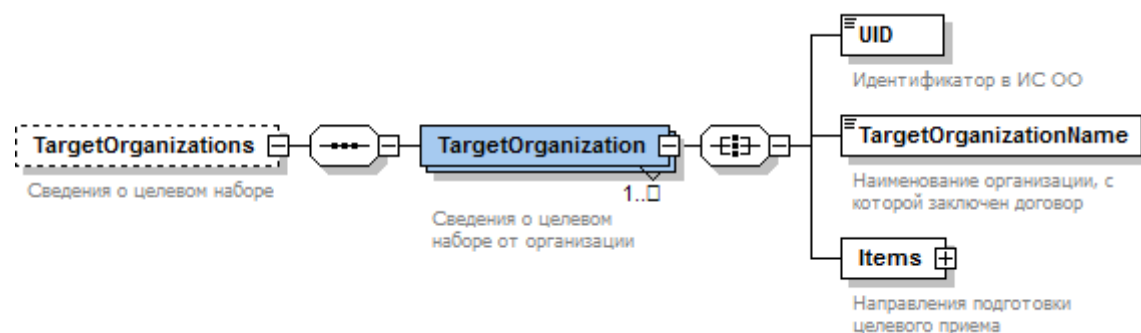 UID
Идентификатор в ИС ОО
TargetOrganizations
Сведения о целевом наборе
TargetOrganization
1..□
Сведения о целевом
наборе от организации
TargetOrganizationName
Наименование организации, с
которой заключен договор
Items
Направления подготовки
целевого приема